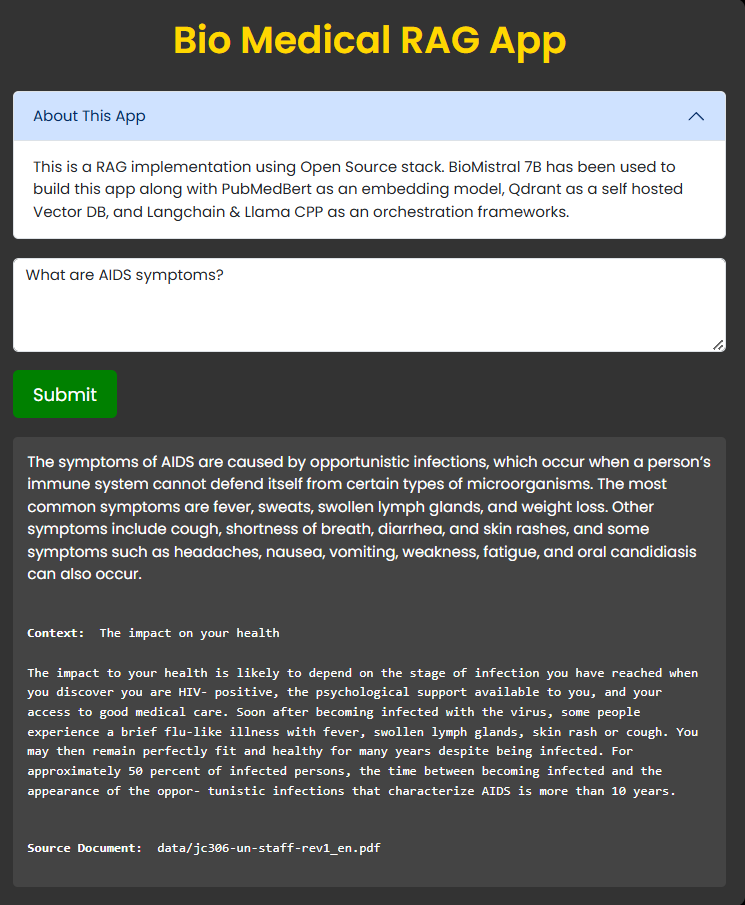 Bio Medical RAG App
About This App
This is a RAG implementation using Open Source stack. BioMistral 7B has been used to
build this app along with PubMedBert as an embedding model, Qdrant as a self hosted
Vector DB, and Langchain & Llama CPP as an orchestration frameworks.
What are AIDS symptoms?
Submit
The symptoms of AIDS are caused by opportunistic infections, which occur when a person's
immune system cannot defend itself from certain types of microorganisms. The most
common symptoms are fever, sweats, swollen lymph glands, and weight loss. Other
symptoms include cough, shortness of breath, diarrhea, and skin rashes, and some
symptoms such as headaches, nausea, vomiting, weakness, fatigue, and oral candidiasis
can also occur.
Context: The impact on your health
The impact to your health is likely to depend on the stage of infection you have reached when
you discover you are HIV- positive, the psychological support available to you, and your
access to good medical care. Soon after becoming infected with the virus, some people
experience a brief flu-like illness with fever, swollen lymph glands, skin rash or cough. You
may then remain perfectly fit and healthy for many years despite being infected. For
approximately 50 percent of infected persons, the time between becoming infected and the
appearance of the oppor- tunistic infections that characterize AIDS is more than 10 years.
Source Document: data/jc306-un-staff-rev1_en.pdf